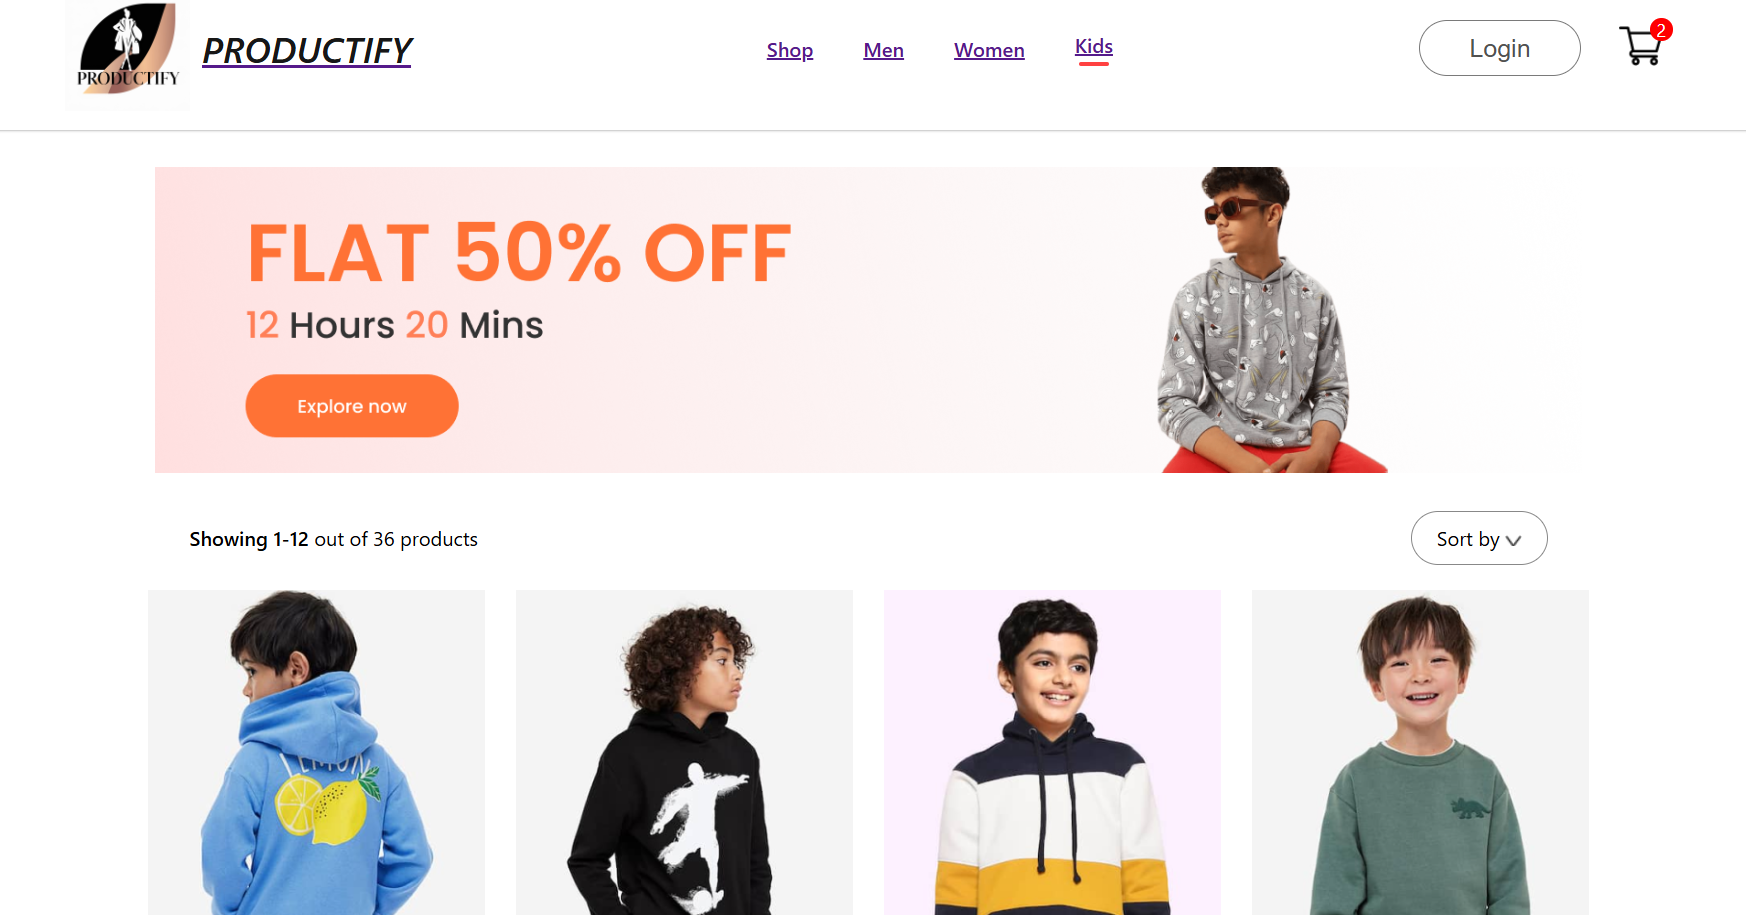 PRODUCTIFY
PRODUCTIFY
Shop
Men
Women
Kids
Login
2
FLAT 50% OFF
12 Hours 20 Mins
Explore now
Showing 1-12 out of 36 products
Sort by
LEMON